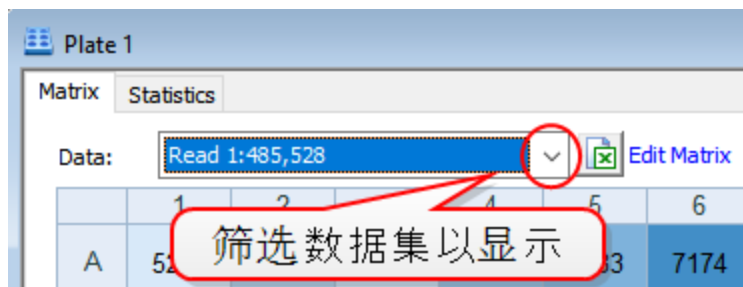 Plate 1
Matrix Statistics
Data: Read 1:485,528 Edit Matrix
1 2 4 5 6
筛选数据集以显示
A 7174